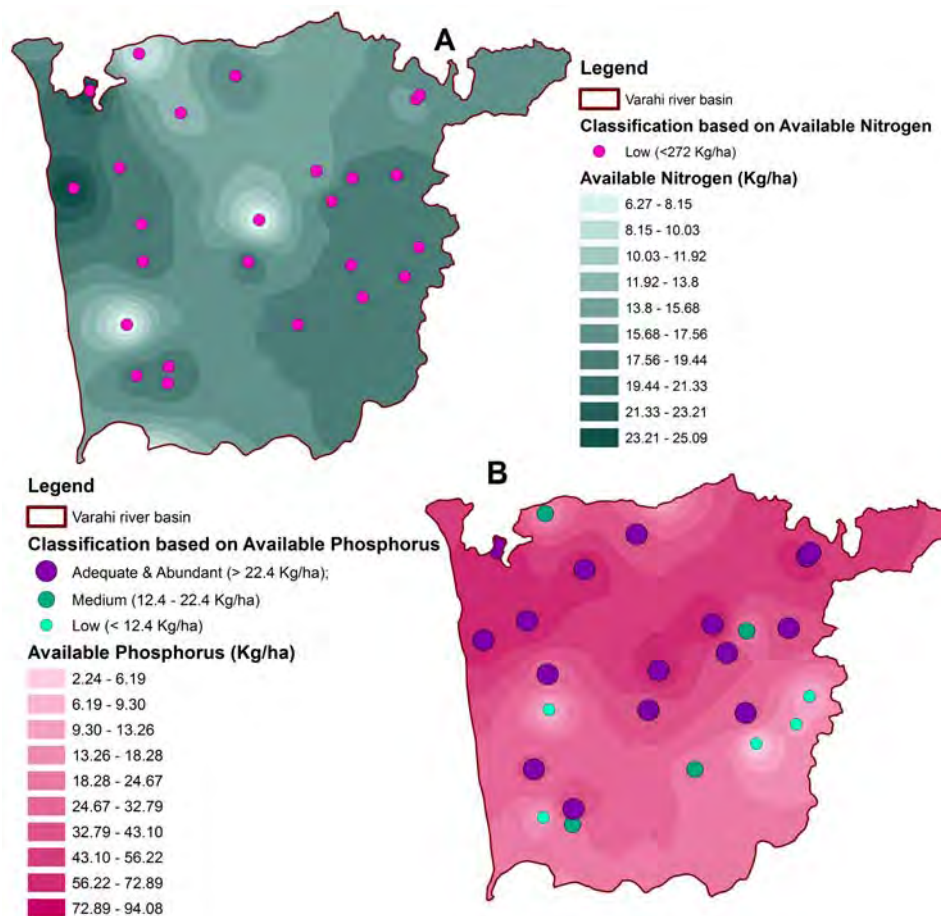 A
Legend
Varahi river basin
Classification based on Available Nitrogen
Low (<272 Kg/ha)
Available Nitrogen (Kg/ha)
6.27 - 8.15
8.15 - 10.03
10.03 - 11.92
11.92 - 13.8
13.8 - 15.68
15.68 - 17.56
17.56 - 19.44
19.44 - 21.33
21.33 - 23.21
23.21 - 25.09
B
Legend
Varahi river basin
Classification based on Available Phosphorus
Adequate & Abundant (> 22.4 Kg/ha);
Medium (12.4 - 22.4 Kg/ha)
Low (< 12.4 Kg/ha)
Available Phosphorus (Kg/ha)
2.24 - 6.19
6.19 - 9.30
9.30 - 13.26
13.26 - 18.28
18.28 - 24.67
24.67 - 32.79
32.79 - 43.10
43.10 - 56.22
56.22 - 72.89
72.89 - 94.08